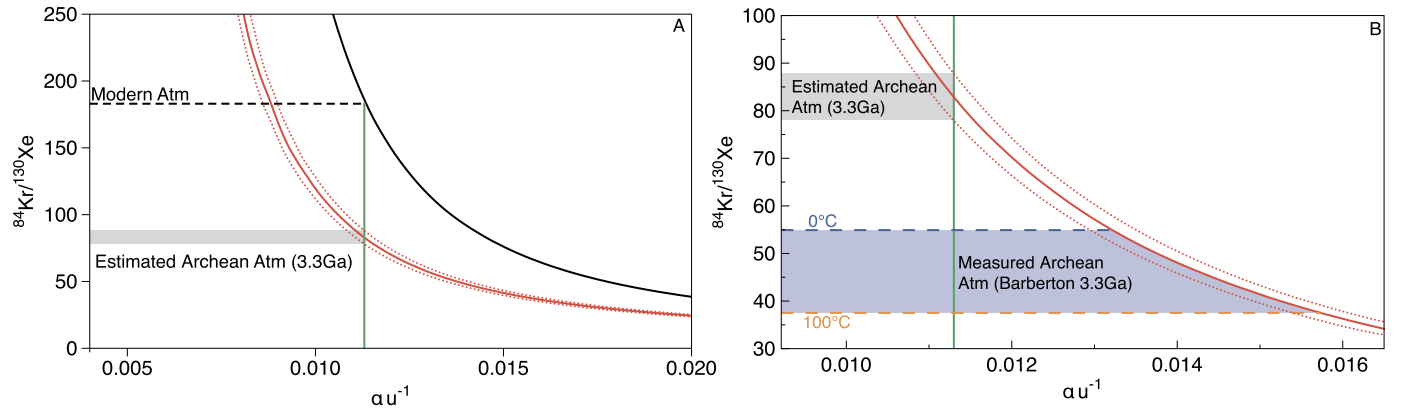 A
250
200
150
100
50
0
⁸⁴Kr/¹³⁰Xe
Modern Atm
Estimated Archean Atm (3.3Ga)
0.005
0.010
0.015
0.020
αu⁻¹
B
100
90
80
70
60
50
40
30
⁸⁴Kr/¹³⁰Xe
Estimated Archean
Atm (3.3Ga)
0°C
Measured Archean
Atm (Barberton 3.3Ga)
100°C
0.010
0.012
0.014
0.016
αu⁻¹